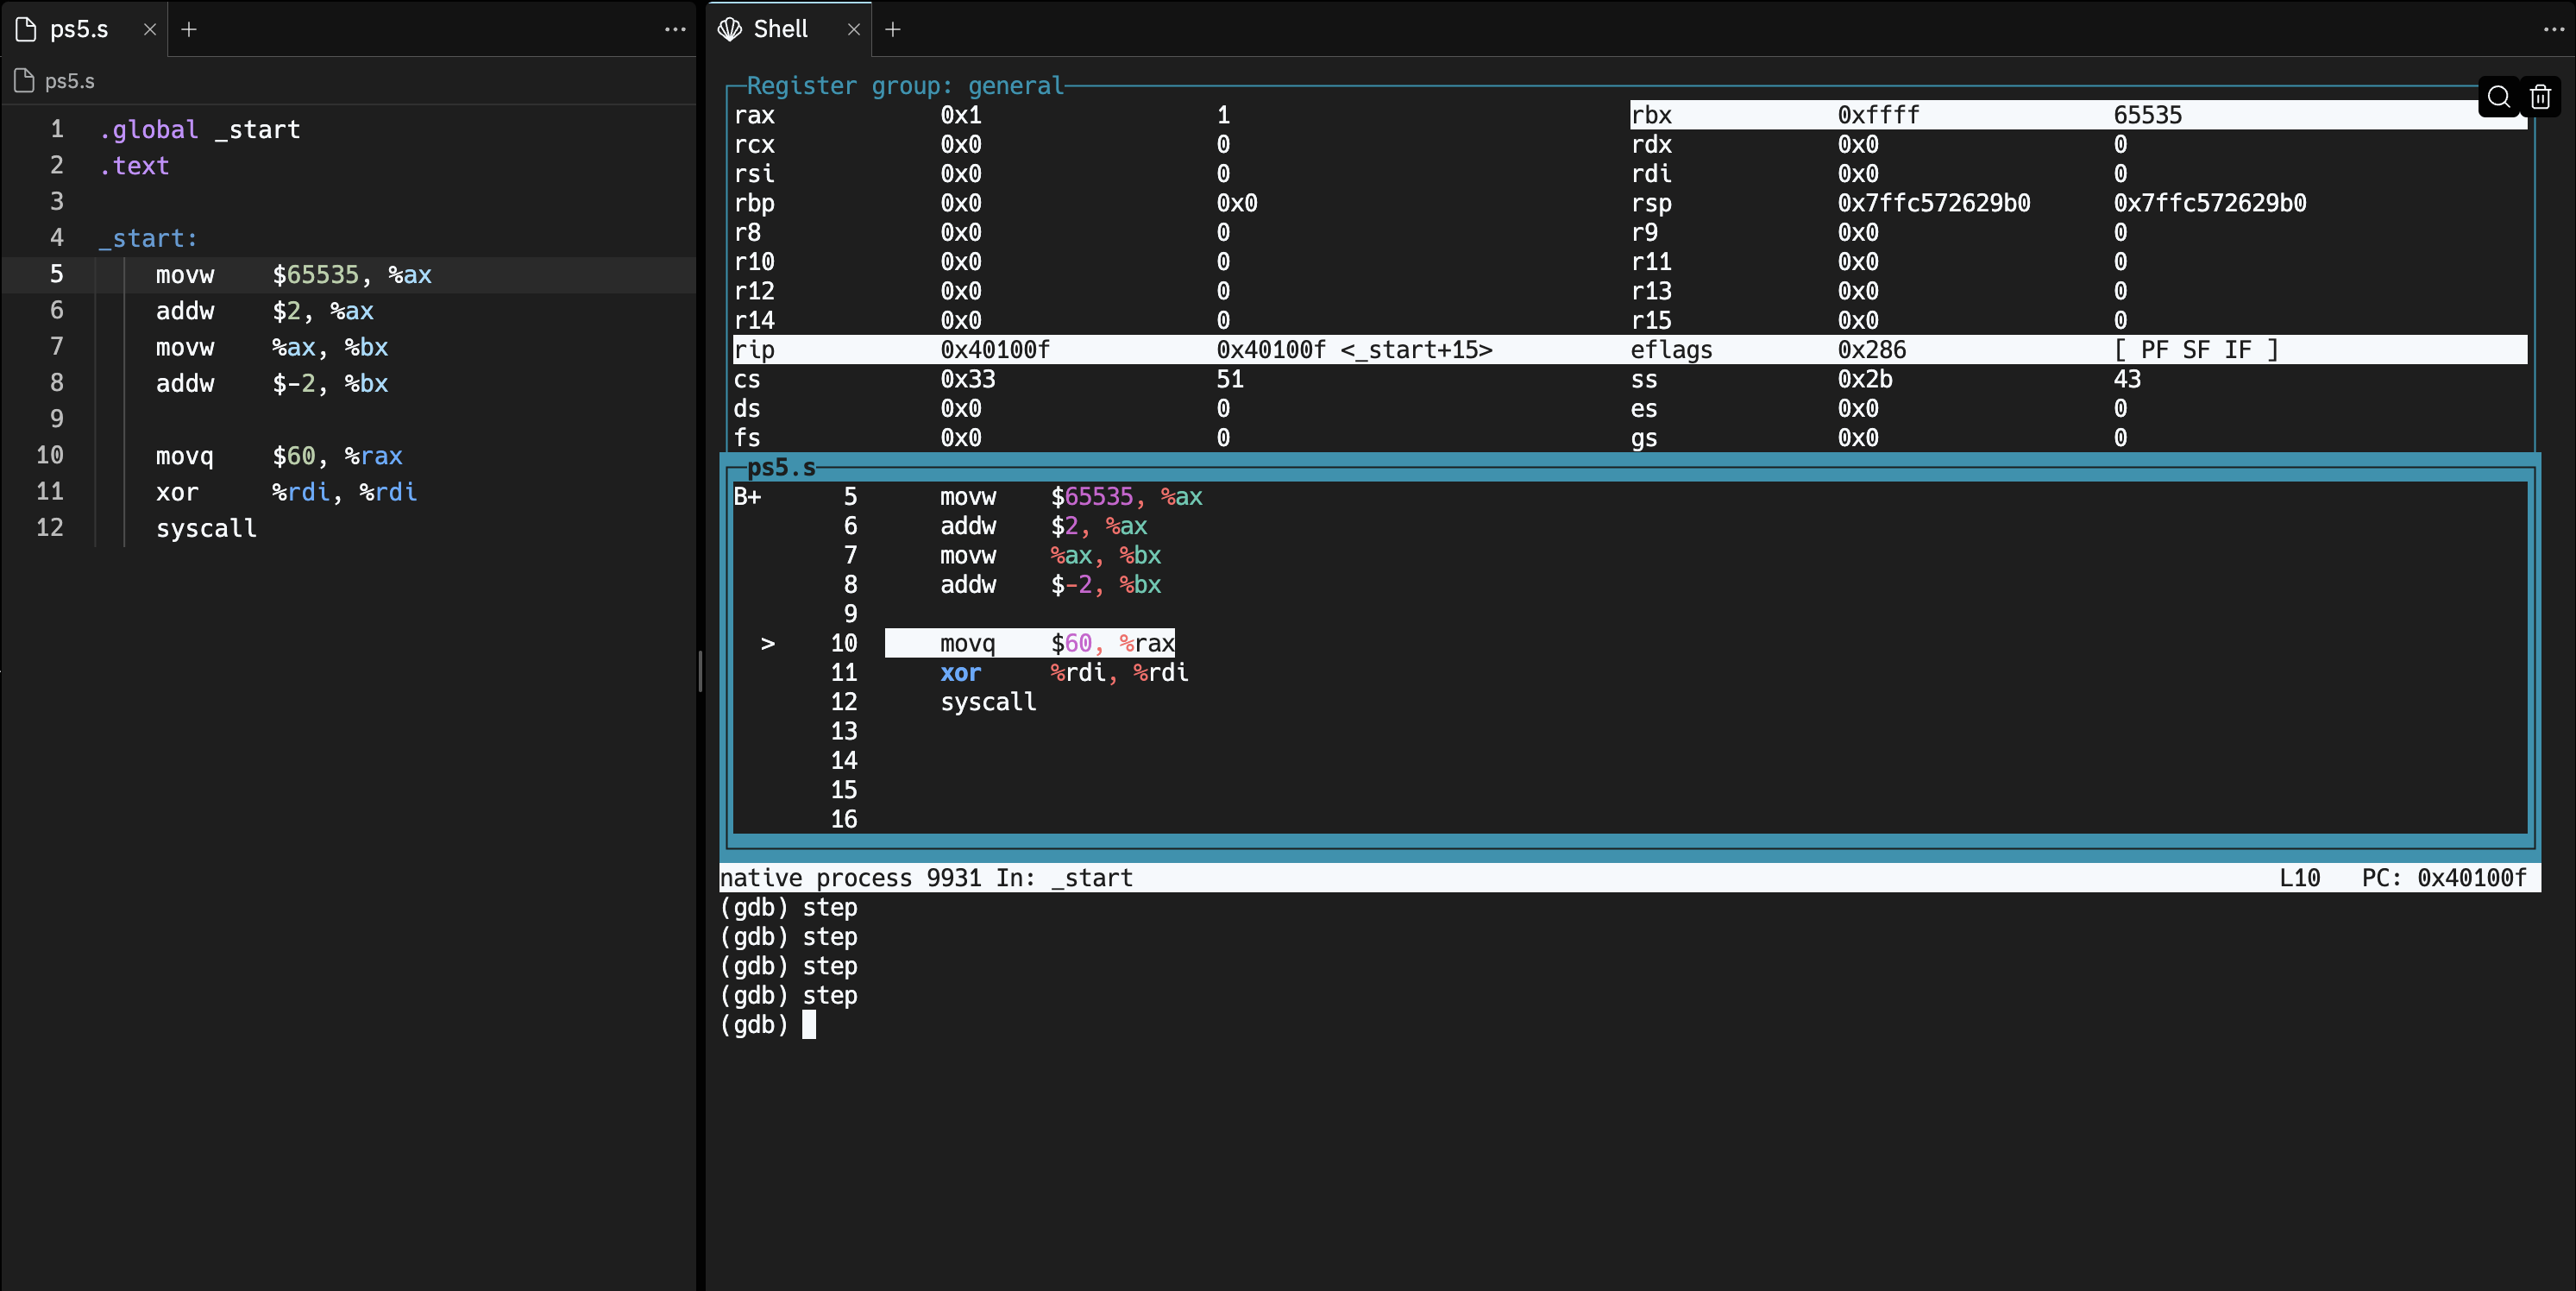 ps5.s
ps5.s
1 .global _start
2 .text
3
4 _start:
5 movw $65535, %ax
6 addw $2, %ax
7 movw %ax, %bx
8 addw $-2, %bx
9
10 movq $60, %rax
11 xor %rdi, %rdi
12 syscall
Shell
Register group: general
rax 0x1 1 rbx 0xffff 65535
rcx 0x0 0 rdx 0x0 0
rsi 0x0 0 rdi 0x0 0
rbp 0x0 0x0 rsp 0x7ffc572629b0 0x7ffc572629b0
r8 0x0 0 r9 0x0 0
r10 0x0 0 r11 0x0 0
r12 0x0 0 r13 0x0 0
r14 0x0 0 r15 0x0 0
rip 0x40100f 0x40100f <_start+15> eflags 0x286 [ PF SF IF ]
cs 0x33 51 ss 0x2b 43
ds 0x0 0 es 0x0 0
fs 0x0 0 gs 0x0 0
ps5.s
B+ 5 movw $65535, %ax
6 addw $2, %ax
7 movw %ax, %bx
8 addw $-2, %bx
9
> 10 movq $60, %rax
11 xor %rdi, %rdi
12 syscall
13
14
15
16
native process 9931 In: _start L10 PC: 0x40100f
(gdb) step
(gdb) step
(gdb) step
(gdb) step
(gdb)